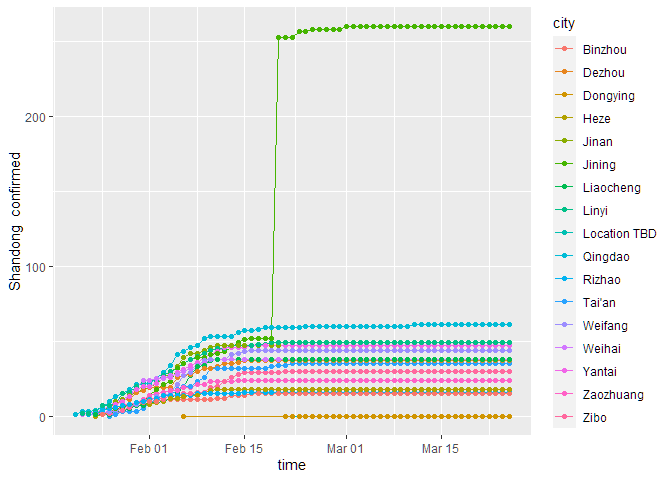 Shandong confirmed
200
100
0
Feb 01
Feb 15
Mar 01
Mar 15
time
city
Binzhou
Dezhou
Dongying
Heze
Jinan
Jining
Liaocheng
Linyi
Location TBD
Qingdao
Rizhao
Tai'an
Weifang
Weihai
Yantai
Zaozhuang
Zibo